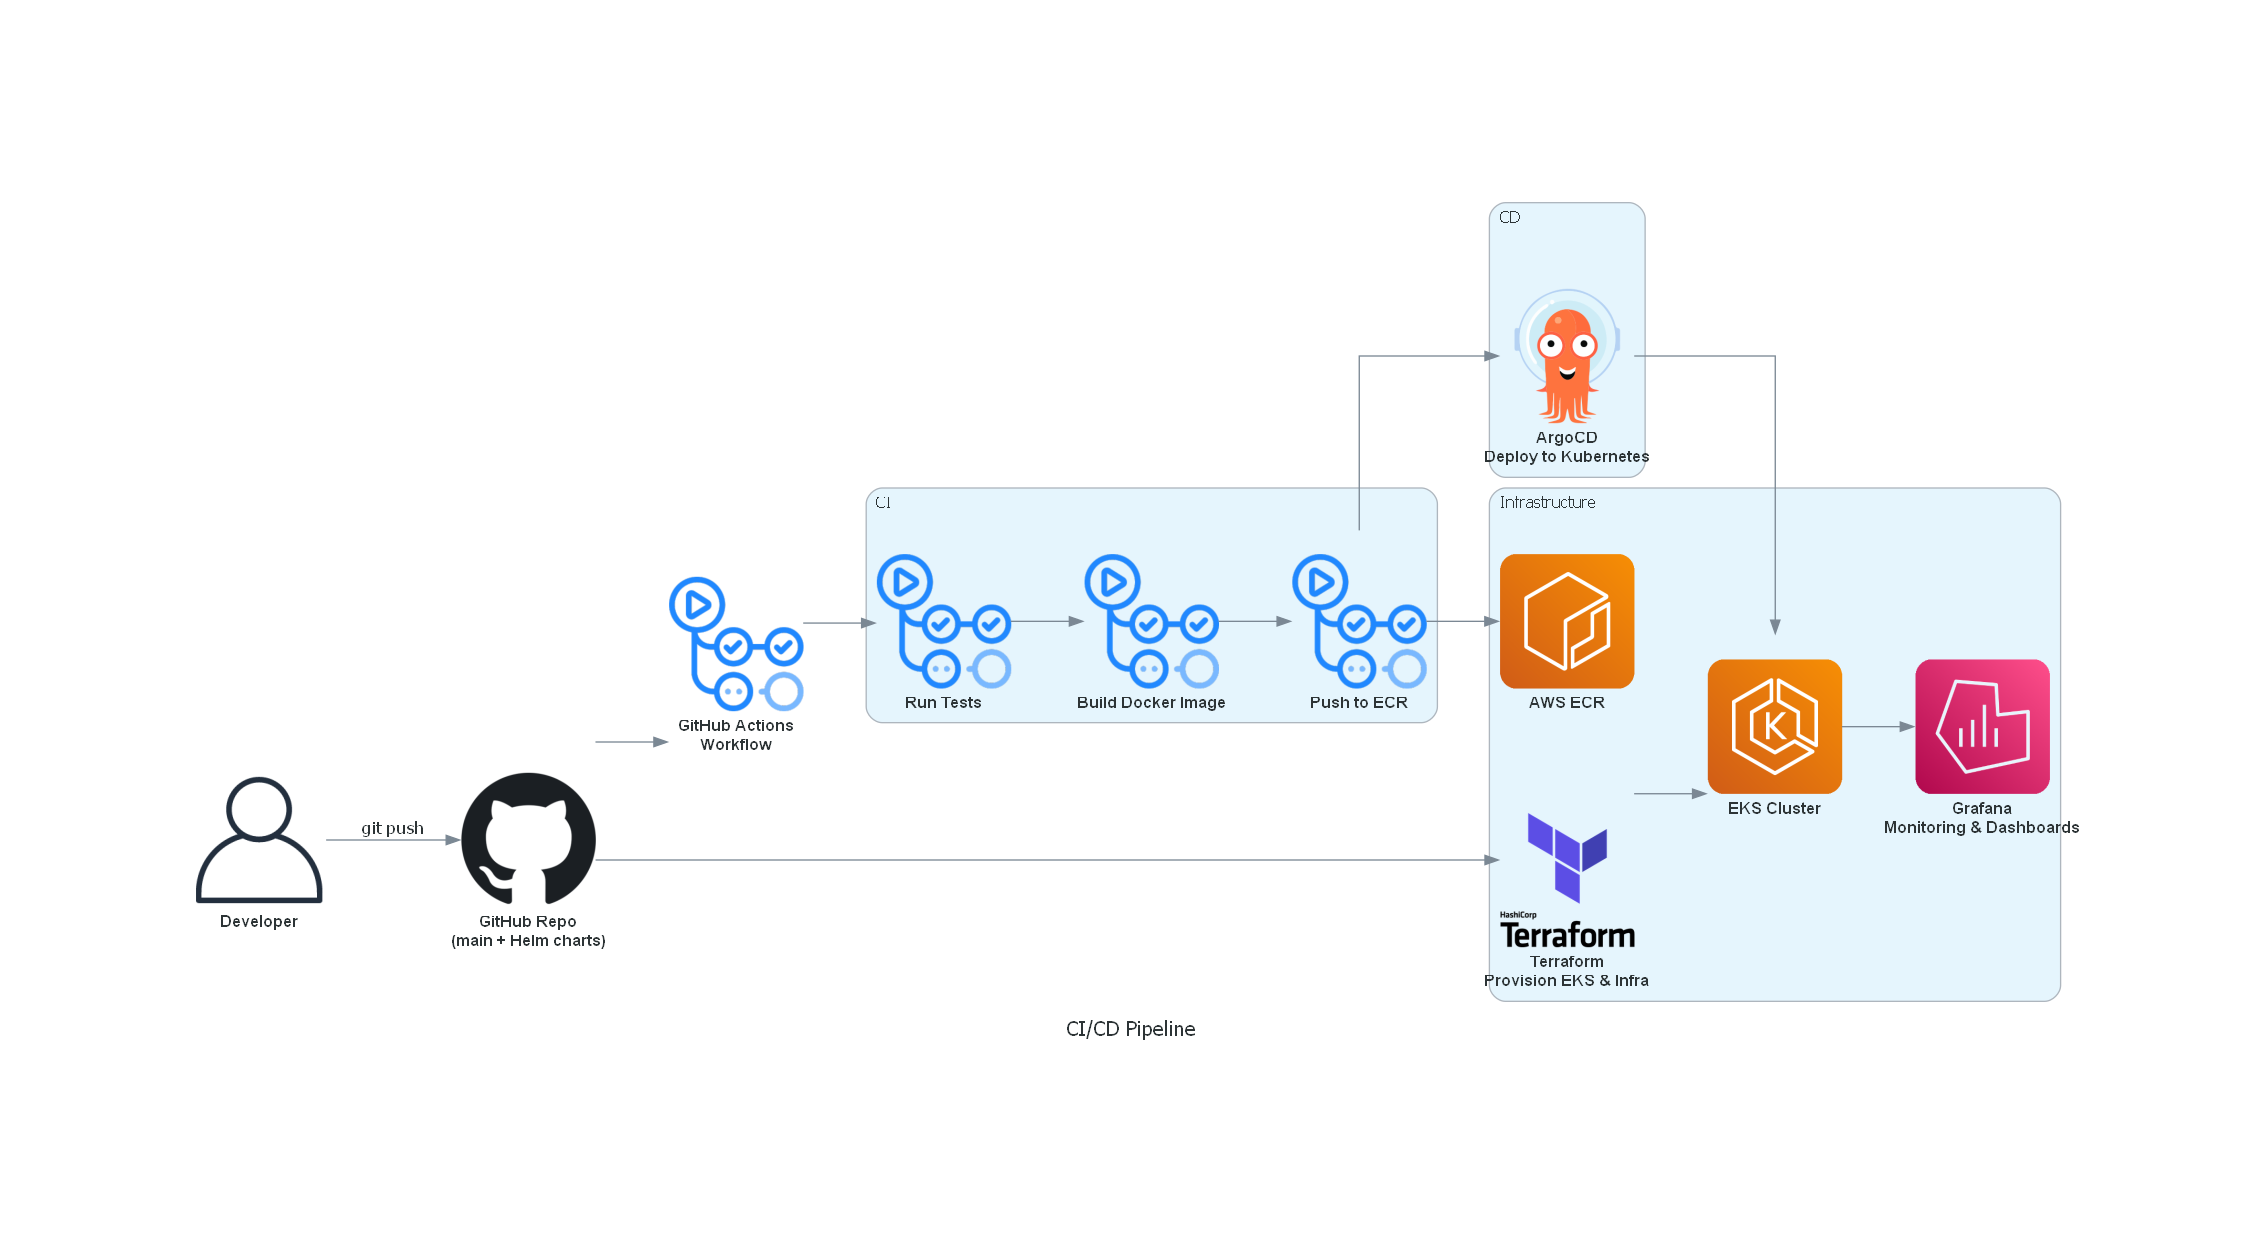 CD
ArgoCD
Deploy to Kubernetes
CI
Infrastructure
Run Tests
Build Docker Image
Push to ECR
AWS ECR
GitHub Actions
Workflow
K
EKS Cluster
Grafana
Monitoring & Dashboards
git push
Developer
GitHub Repo
(main + Helm charts)
HashiCorp
Terraform
Terraform
Provision EKS & Infra
CI/CD Pipeline